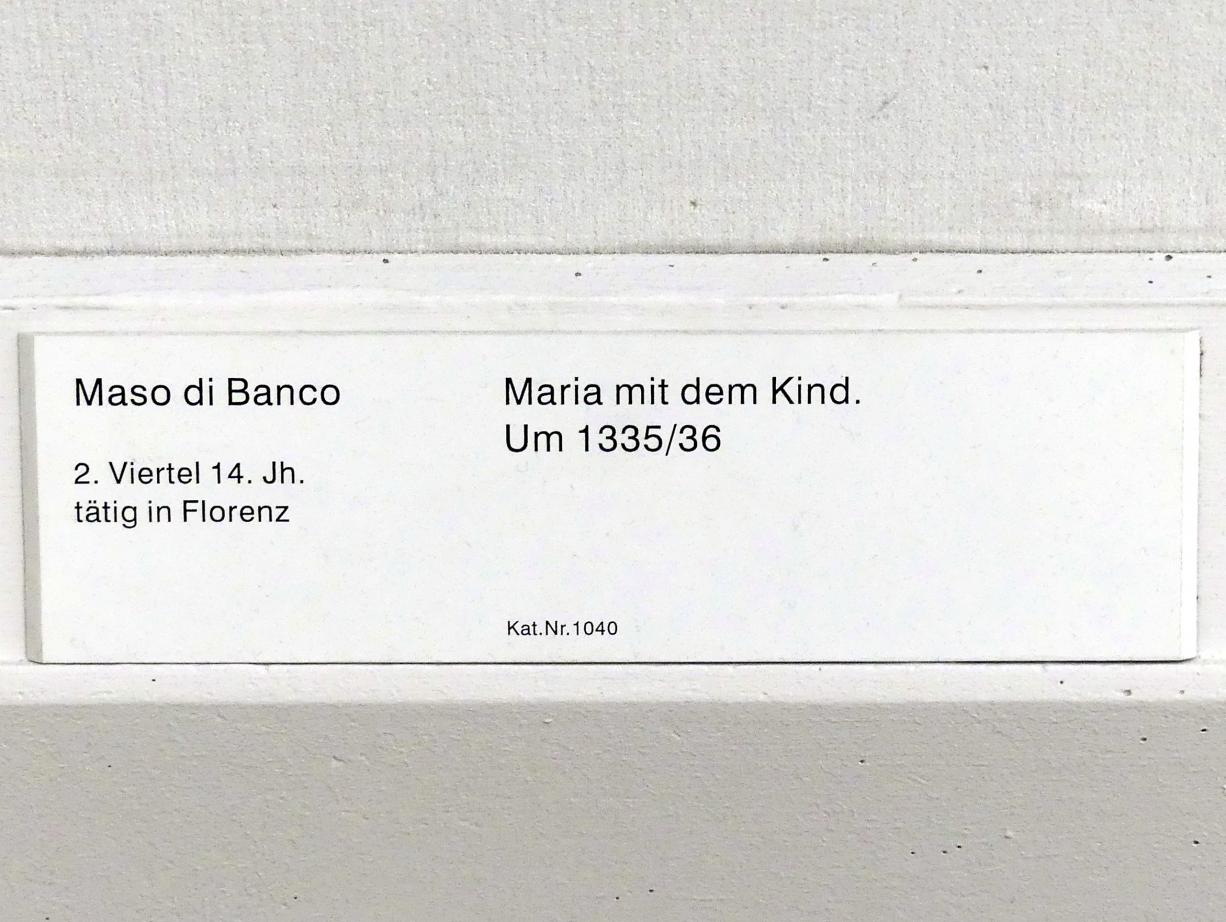 Maso di Banco
2. Viertel 14. Jh.
tätig in Florenz
Maria mit dem Kind.
Um 1335/36
Kat.Nr.1040